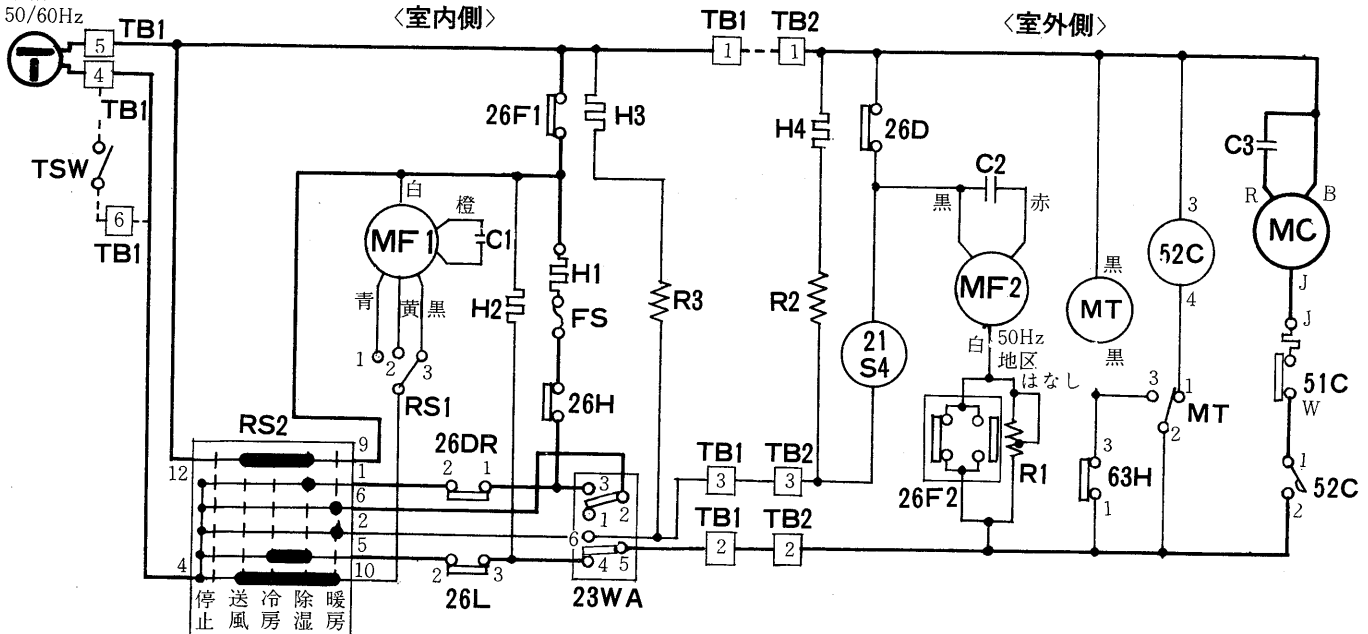 50/60Hz
〈室内側〉
TB1 TB2
〈室外側〉
5 TB1
4
TB1
TSW
6
TB1
1 1
26F1
H3
H4
26D
C2
C3
白
橙
MF1
C1
黒 赤
R B
MC
3
52C
4
H1
H2
FS
R3
R2
MF2
黒
MT
黒
J
J
青 黄 黒
1 2 3
RS1
26H
21
S4
白
50Hz
地区
はなし
3 1
MT
2
51C
W
RS2
12
9
1
6
2
5
10
4
26DR
2 1
3
2
1
6
4 5
23WA
TB1 TB2
3 3
TB1 TB2
2 2
26L
2 3
26F2
R1
3
63H
1
1
52C
2
停止 送風 冷房 除湿 暖房